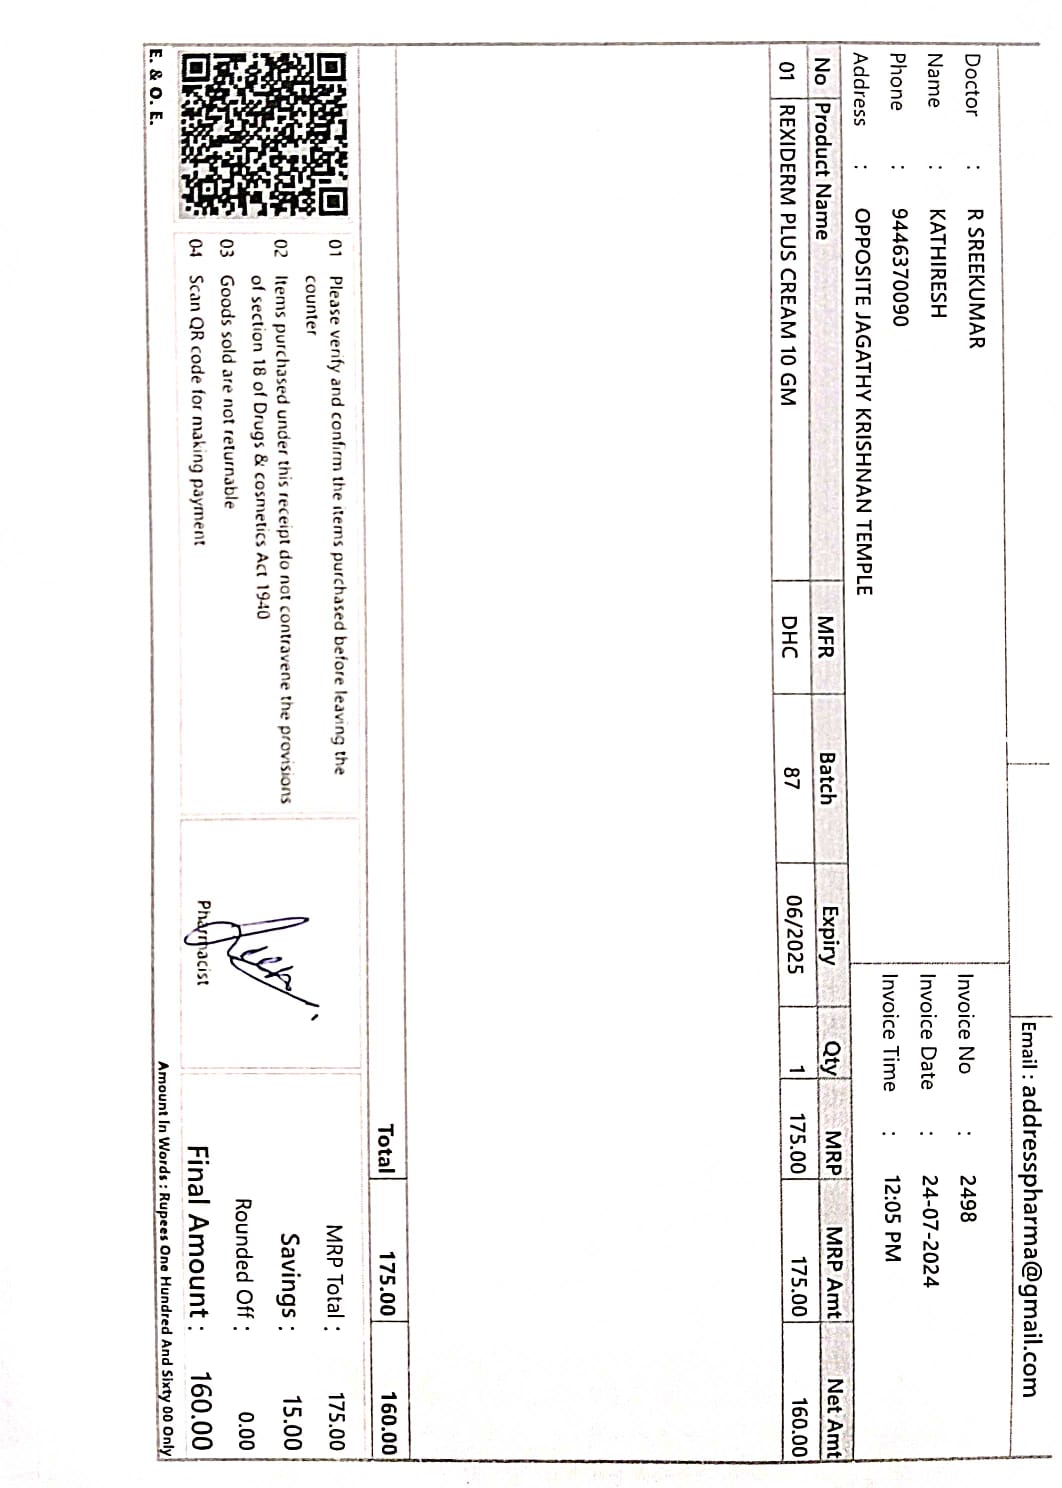 Email : addresspharma@gmail.com
Doctor : R SREEKUMAR
Name : KATHIRESH
Phone : 9446370090
Address : OPPOSITE JAGATHY KRISHNAN TEMPLE
Invoice No : 2498
Invoice Date : 24-07-2024
Invoice Time : 12:05 PM
No Product Name MFR Batch Expiry Qty MRP MRP Amt Net Amt
01 REXIDERM PLUS CREAM 10 GM DHC 87 06/2025 1 175.00 175.00 160.00
Total 175.00 160.00
01 Please verify and confirm the items purchased before leaving the
counter
02 Items purchased under this receipt do not contravene the provisions
of section 18 of Drugs & cosmetics Act 1940
03 Goods sold are not returnable
04 Scan QR code for making payment
E. & O. E.
Pharmacist
MRP Total : 175.00
Savings : 15.00
Rounded Off : 0.00
Final Amount : 160.00
Amount In Words : Rupees One Hundred And Sixty 00 Only